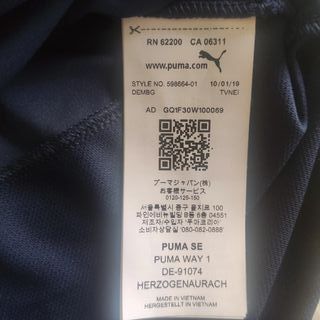 RN 62200 CA 06311
www.puma.com
STYLE NO. 598664-01 10/01/19
DEMBG TVNEI
AD GQ1F30W100069
プーマジャパン(株)
お客様サービス
0120-125-150
서울특별시 중구 을지로 100
파인에비뉴빌딩 B동 6층 04551
제조자/수입자 '푸마코리아'
소비자상담실 '080-082-0888'
PUMA SE
PUMA WAY 1
DE-91074
HERZOGENAURACH
MADE IN VIETNAM
HERGESTELLT IN VIETNAM